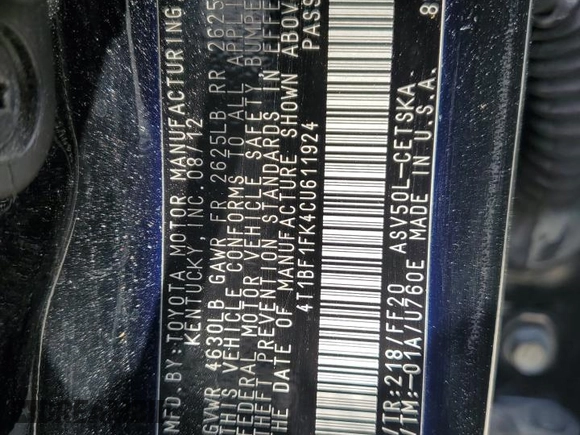 MFD BY:TOYOTA MOTOR MANUFACTURING
KENTUCKY, INC. 08/12
GVWR 4630LB GAWR FR 2625LB RR 2625
THIS VEHICLE CONFORMS TO ALL APPLI
FEDERAL MOTOR VEHICLE SAFETY, BUMPE
THEFT PREVENTION STANDARDS IN EFFE
THE DATE OF MANUFACTURE SHOWN ABOV
4T1BF1FK4CU611924 PASS
C/TR:218/FF20 ASV50L-CETSKA
A/TM:-01A/U760E MADE IN U.S.A.